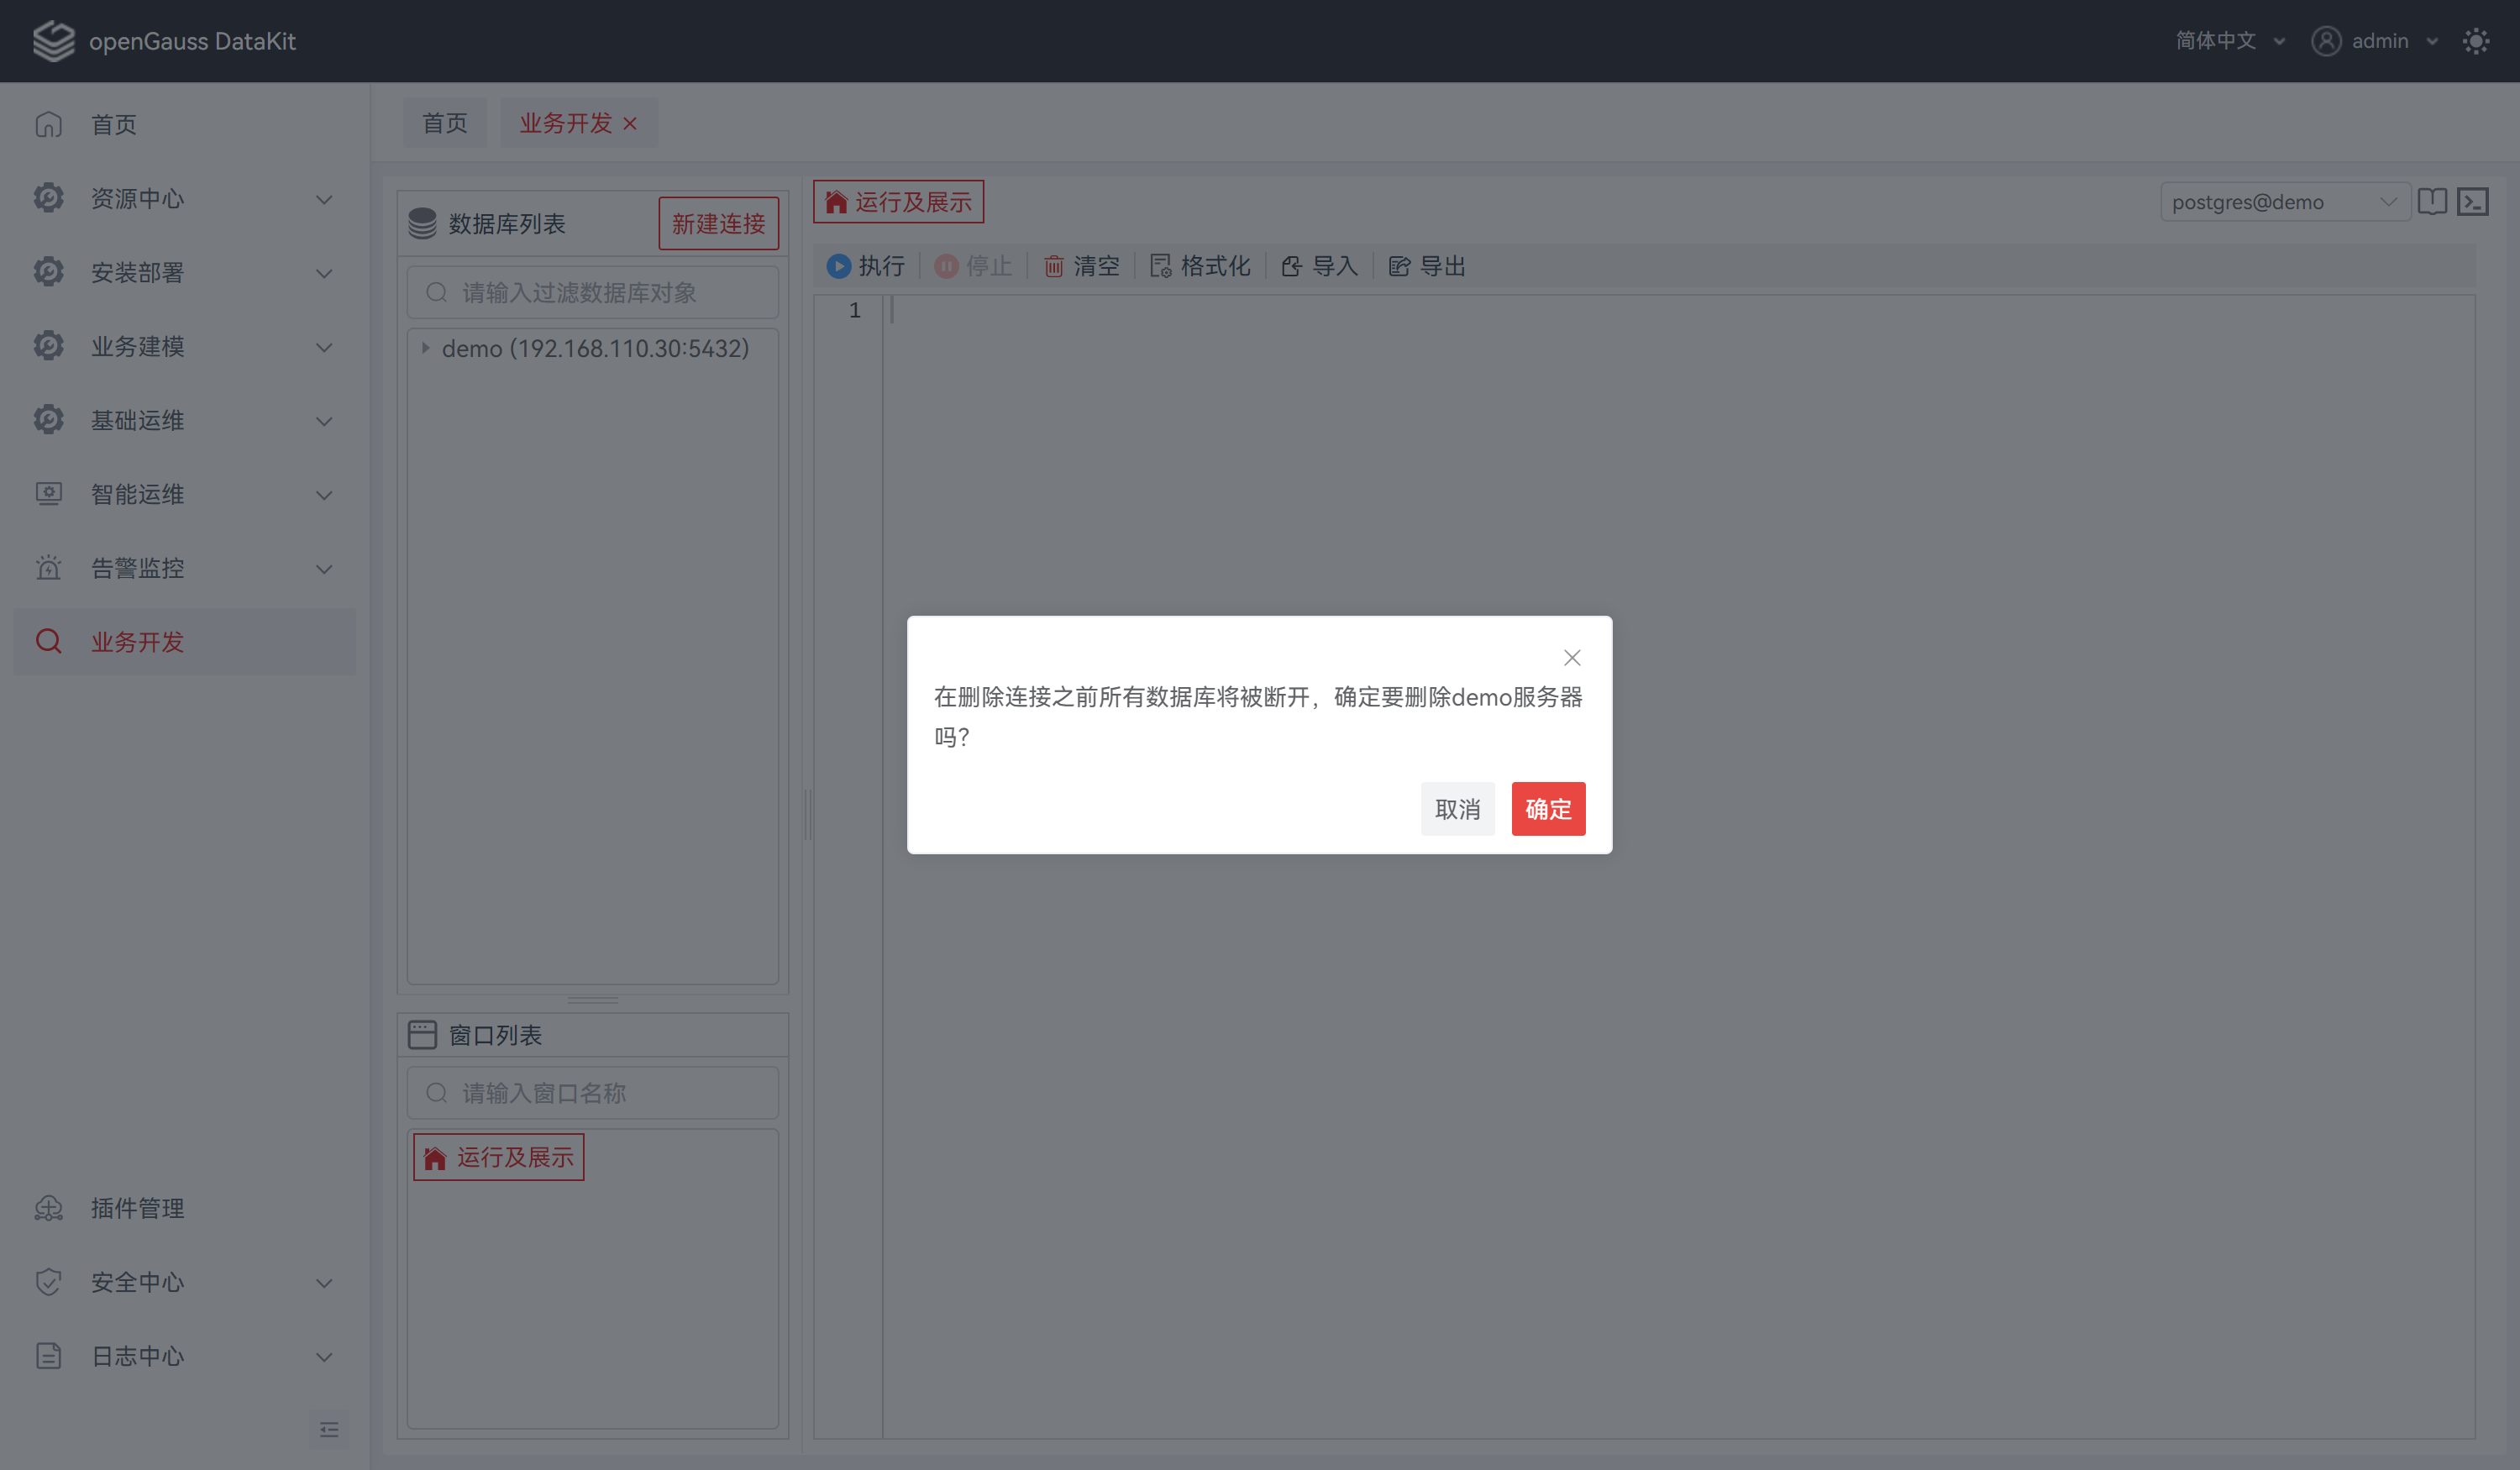 openGauss DataKit
简体中文
admin
首页
资源中心
安装部署
业务建模
基础运维
智能运维
告警监控
业务开发
插件管理
安全中心
日志中心
首页
业务开发
数据库列表
新建连接
请输入过滤数据库对象
demo (192.168.110.30:5432)
窗口列表
请输入窗口名称
运行及展示
运行及展示
postgres@demo
执行
停止
清空
格式化
导入
导出
1
在删除连接之前所有数据库将被断开，确定要删除demo服务器
吗？
取消
确定